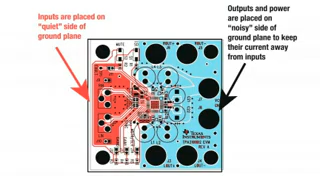 Inputs are placed on
"quiet" side of
ground plane
Outputs and power
are placed on
"noisy" side of
ground plane to keep
their current away
from inputs
MUTE
TEXAS
INSTRUMENTS